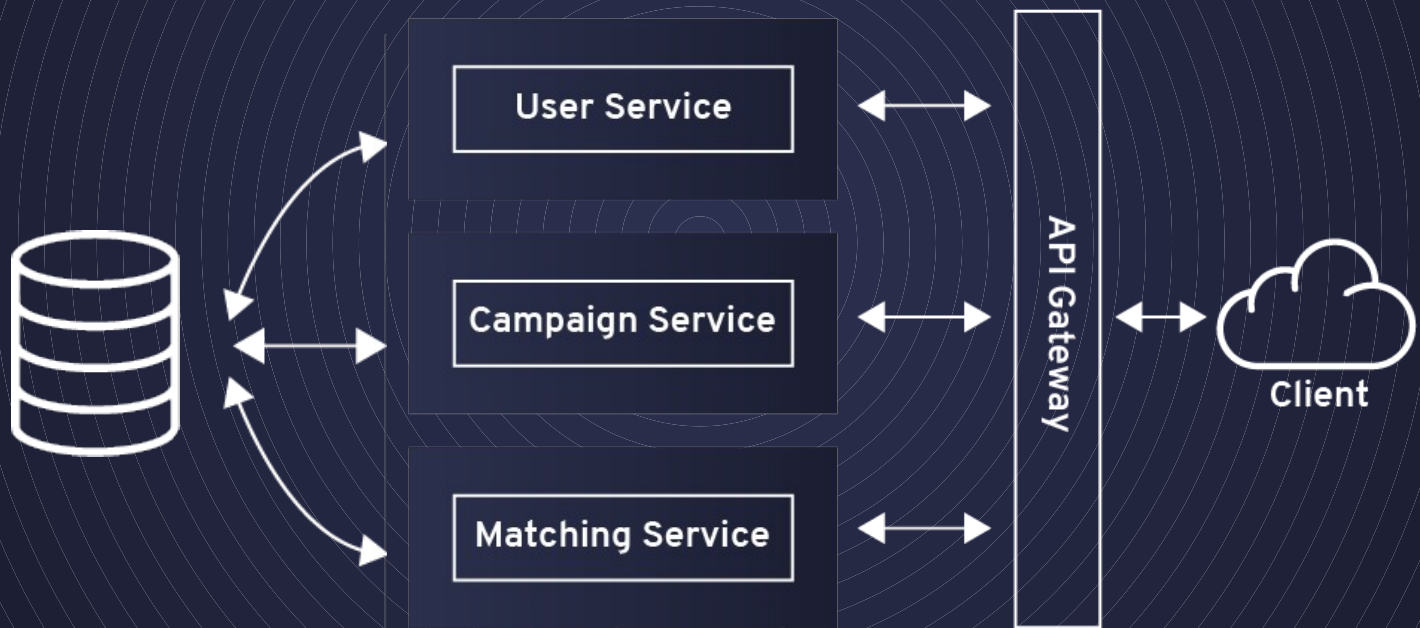 User Service
Campaign Service
Matching Service
API Gateway
Client